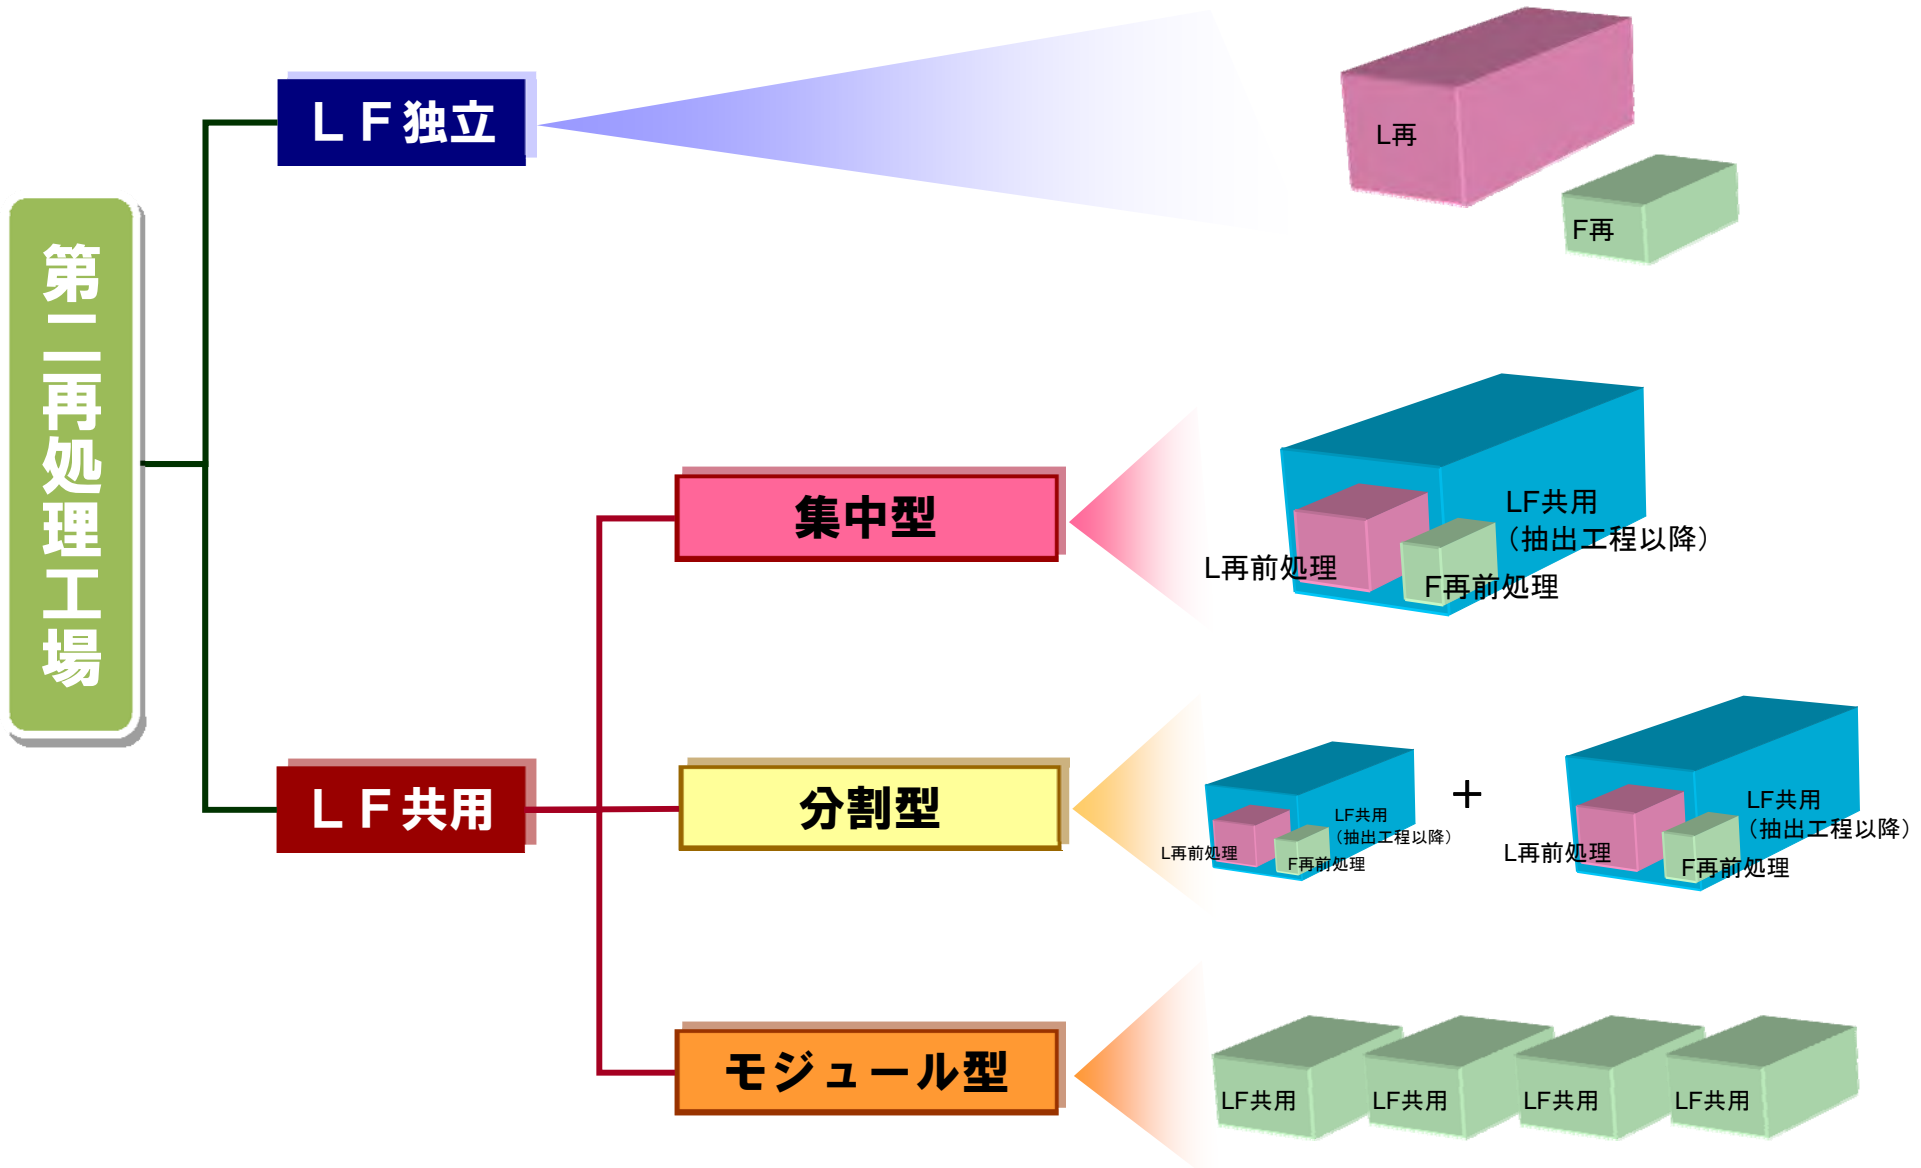 第二再処理工場
ＬＦ独立
L再
F再
ＬＦ共用
集中型
LF共用
（抽出工程以降）
L再前処理
F再前処理
分割型
LF共用
（抽出工程以降）
L再前処理
F再前処理
＋
LF共用
（抽出工程以降）
L再前処理
F再前処理
モジュール型
LF共用
LF共用
LF共用
LF共用